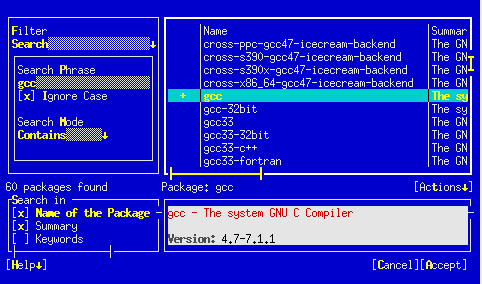 Filter
Search
Search Phrase
gcc
[x] Ignore Case
Search Mode
Contains
Name Summar
cross-ppc-gcc47-icecream-backend The GN
cross-s390-gcc47-icecream-backend The GN
cross-s390x-gcc47-icecream-backend The GN
cross-x86_64-gcc47-icecream-backend The GN
+ gcc The sy
gcc-32bit The sy
gcc33 The GN
gcc33-32bit The GN
gcc33-c++ The GN
gcc33-fortran The GN
60 packages found
Package: gcc [Actions↓]
Search in
[x] Name of the Package
[x] Summary
[ ] Keywords
gcc - The system GNU C Compiler
Version: 4.7-7.1.1
[Help↓] [Cancel][Accept]